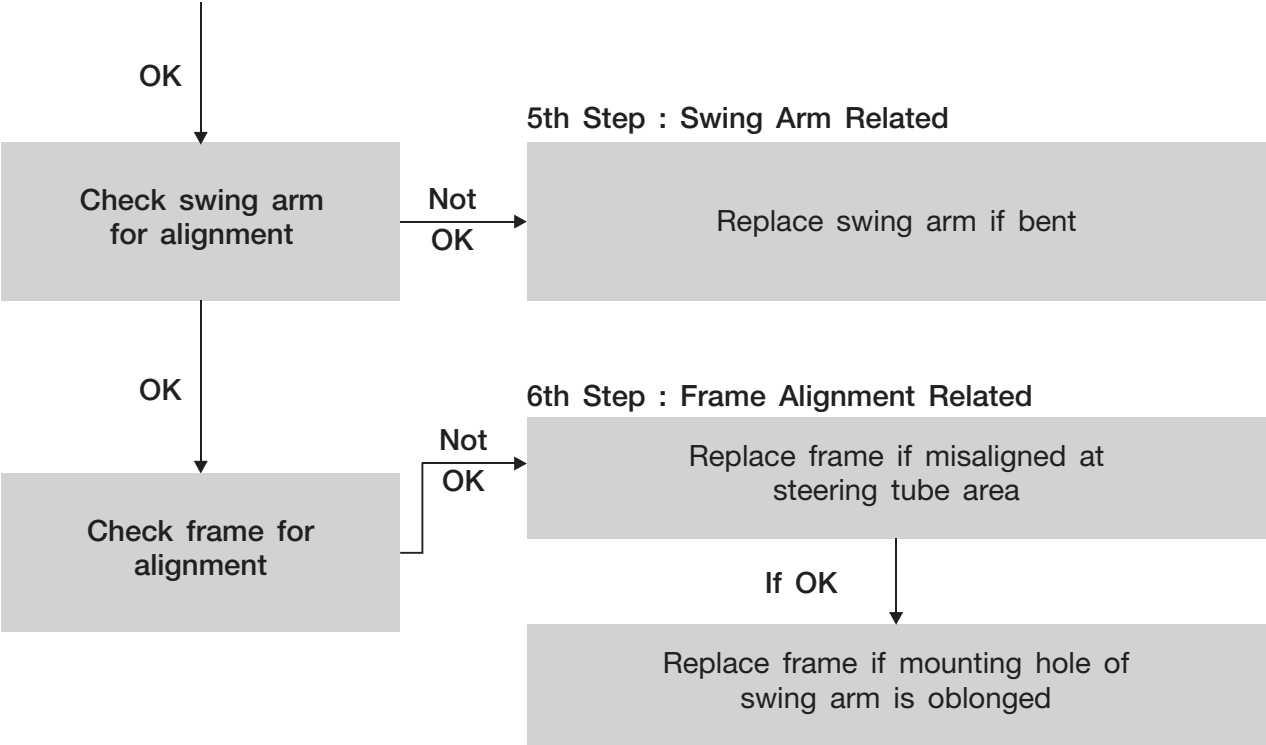 OK
5th Step : Swing Arm Related
Check swing arm
for alignment
Not
OK
Replace swing arm if bent
OK
6th Step : Frame Alignment Related
Check frame for
alignment
Not
OK
Replace frame if misaligned at
steering tube area
If OK
Replace frame if mounting hole of
swing arm is oblonged